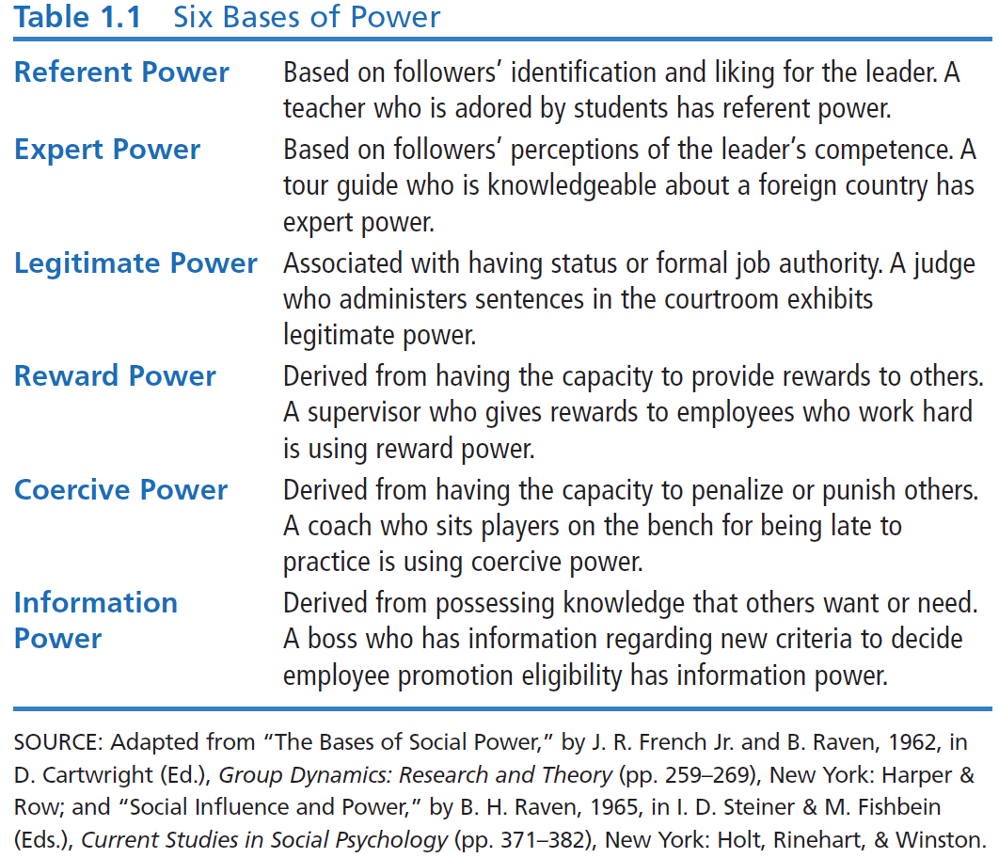 Table 1.1 Six Bases of Power
Referent Power Based on followers’ identification and liking for the leader. A
teacher who is adored by students has referent power.
Expert Power Based on followers’ perceptions of the leader’s competence. A
tour guide who is knowledgeable about a foreign country has
expert power.
Legitimate Power Associated with having status or formal job authority. A judge
who administers sentences in the courtroom exhibits
legitimate power.
Reward Power Derived from having the capacity to provide rewards to others.
A supervisor who gives rewards to employees who work hard
is using reward power.
Coercive Power Derived from having the capacity to penalize or punish others.
A coach who sits players on the bench for being late to
practice is using coercive power.
Information Derived from possessing knowledge that others want or need.
Power A boss who has information regarding new criteria to decide
employee promotion eligibility has information power.
SOURCE: Adapted from “The Bases of Social Power,” by J. R. French Jr. and B. Raven, 1962, in
D. Cartwright (Ed.), Group Dynamics: Research and Theory (pp. 259–269), New York: Harper &
Row; and “Social Influence and Power,” by B. H. Raven, 1965, in I. D. Steiner & M. Fishbein
(Eds.), Current Studies in Social Psychology (pp. 371–382), New York: Holt, Rinehart, & Winston.